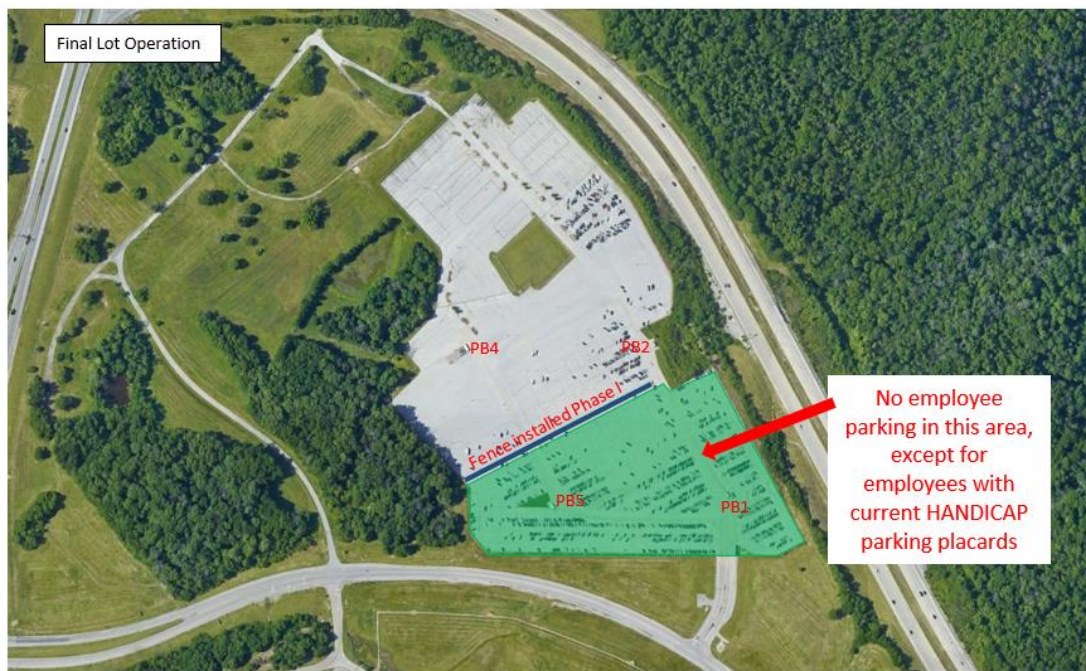 Final Lot Operation
PB4
PB2
Fence installed Phase I
No employee
parking in this area,
except for
employees with
current HANDICAP
parking placards
PB5
PB1